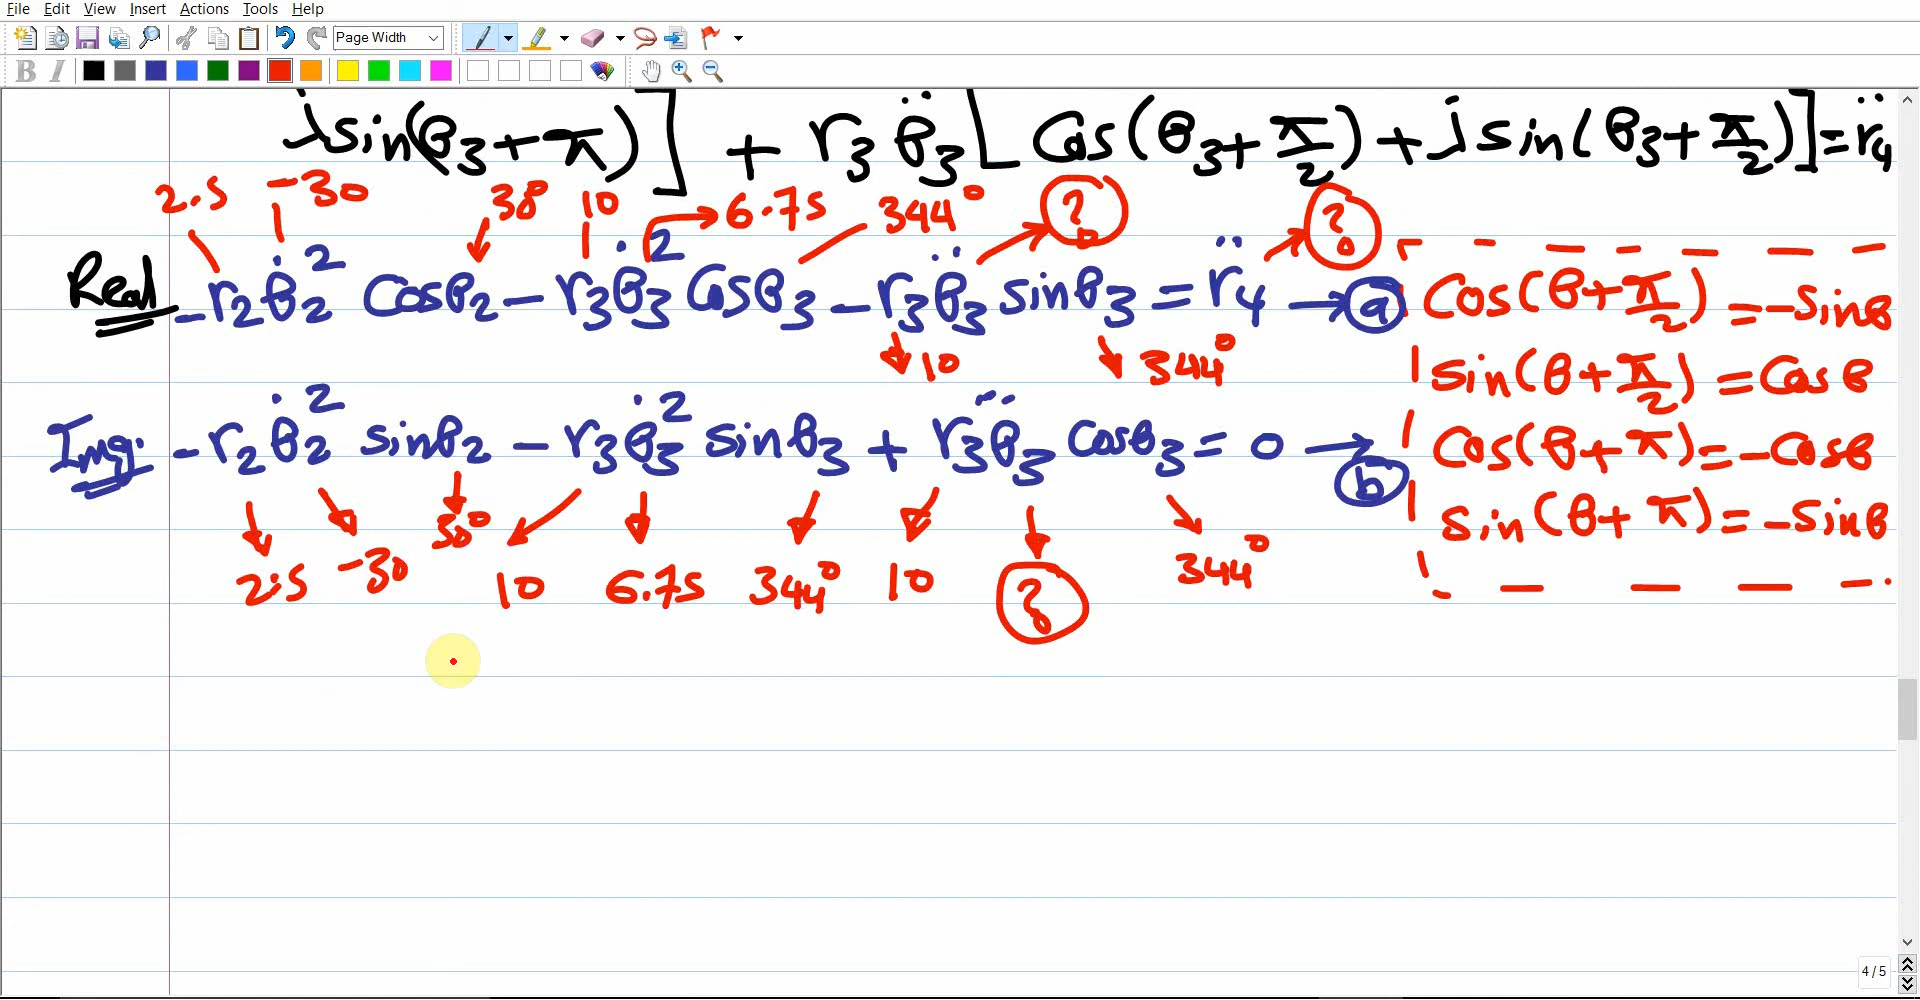 File Edit View Insert Actions Tools Help
Page Width
B I
jsin(θ₃+π)] + r₃θ̈₃[Cos(θ₃+π/2)+jsin(θ₃+π/2)]=r̈₄
2.5 -30 30° 10 6.75 344° ? ?
Real -r₂θ̇₂² Cosθ₂ - r₃θ̇₃² Cosθ₃ - r₃θ̈₃ sinθ₃ = r̈₄ → (a)
10 344°
Cos(θ+π/2) = -Sinθ
Sin(θ+π/2) = Cosθ
Cos(θ+π) = -Cosθ
Sin(θ+π) = -Sinθ
Img: -r₂θ̇₂² sinθ₂ - r₃θ̇₃² sinθ₃ + r₃θ̈₃ cosθ₃ = 0 → (b)
2.5 -30 30° 10 6.75 344° 10 ? 344°
4 / 5